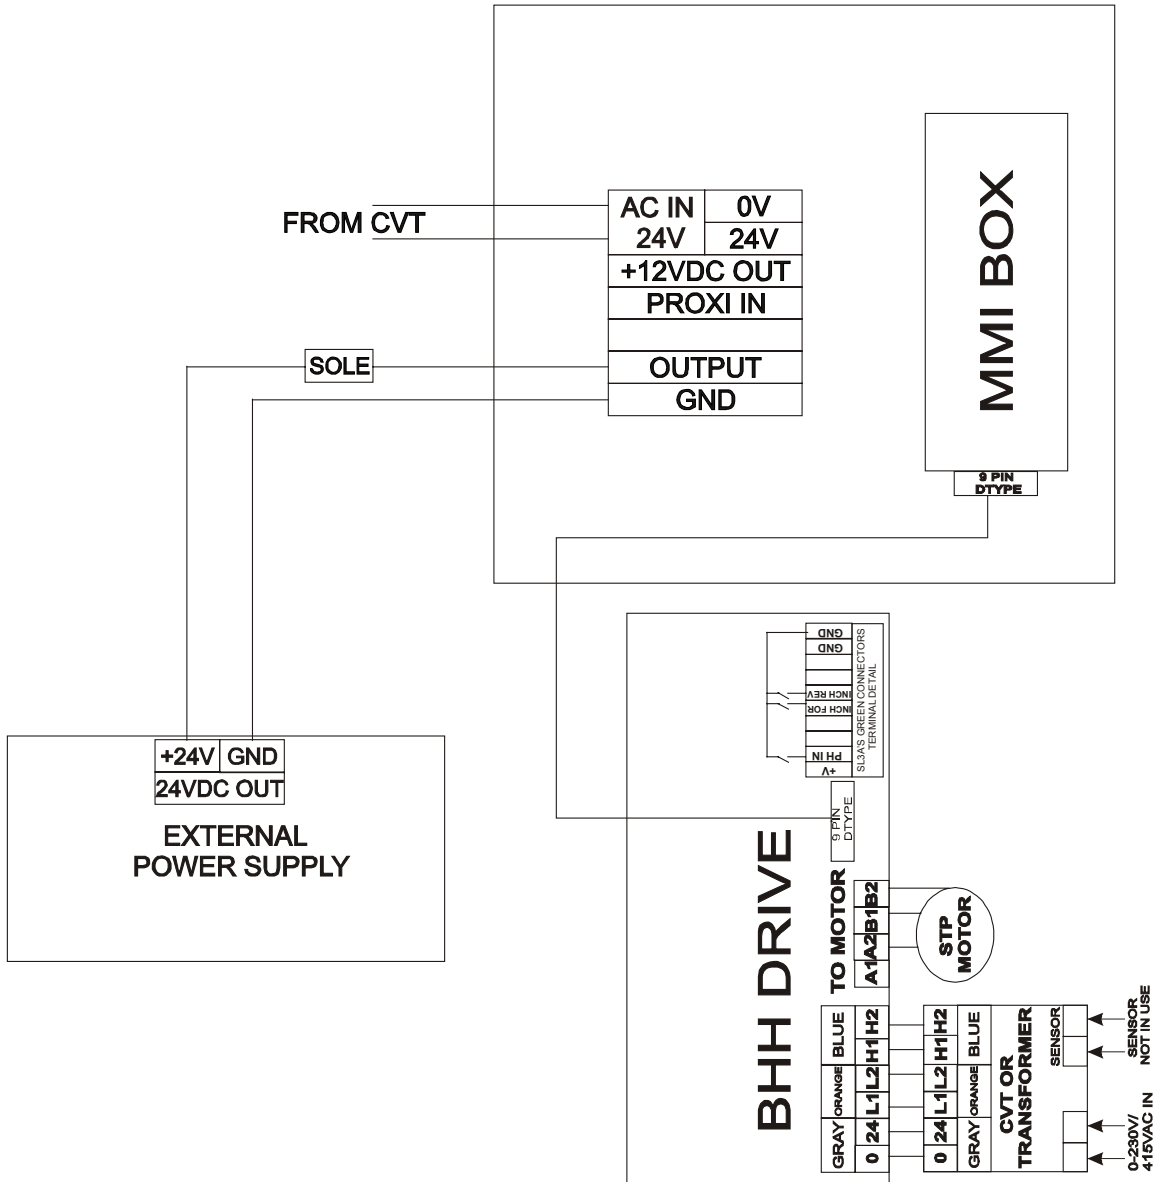 FROM CVT
AC IN
24V
0V
24V
+12VDC OUT
PROXI IN
OUTPUT
GND
SOLE
MMI BOX
9 PIN
DTYPE
+24V
GND
24VDC OUT
EXTERNAL
POWER SUPPLY
GND
GND
INCH REV
INCH FOR
PH IN
+V
SL3A'S GREEN CONNECTORS
TERMINAL DETAIL
9 PIN
DTYPE
BHH DRIVE
TO MOTOR
A1 A2 B1 B2
STP
MOTOR
GRAY ORANGE BLUE
0 24 L1 L2 H1 H2
0 24 L1 L2 H1 H2
GRAY ORANGE BLUE
CVT OR
TRANSFORMER
SENSOR
SENSOR
NOT IN USE
0-230V/
415VAC IN